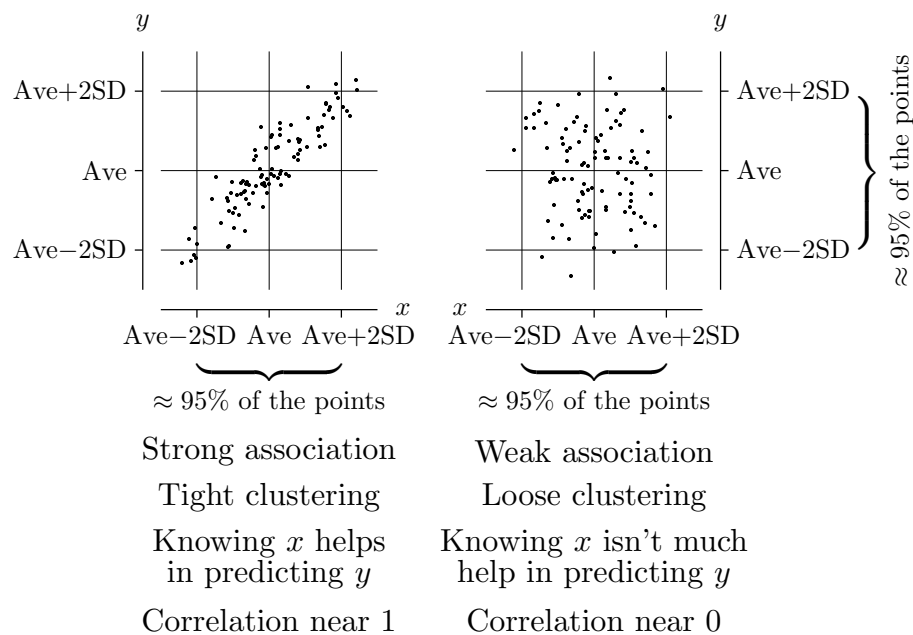 y
y
Ave+2SD
Ave
Ave−2SD
Ave+2SD
Ave
Ave−2SD
≈ 95% of the points
x
x
Ave−2SD Ave Ave+2SD
Ave−2SD Ave Ave+2SD
≈ 95% of the points
≈ 95% of the points
Strong association
Tight clustering
Knowing x helps
in predicting y
Correlation near 1
Weak association
Loose clustering
Knowing x isn't much
help in predicting y
Correlation near 0